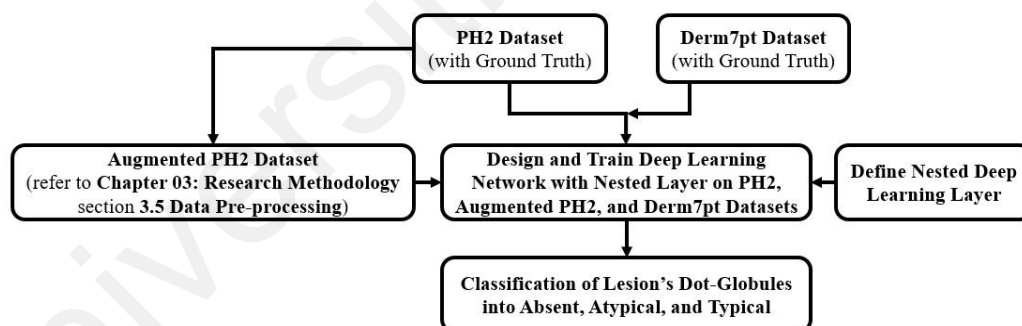 PH2 Dataset
(with Ground Truth)
Derm7pt Dataset
(with Ground Truth)
Augmented PH2 Dataset
(refer to Chapter 03: Research Methodology
section 3.5 Data Pre-processing)
Design and Train Deep Learning
Network with Nested Layer on PH2,
Augmented PH2, and Derm7pt Datasets
Define Nested Deep
Learning Layer
Classification of Lesion's Dot-Globules
into Absent, Atypical, and Typical